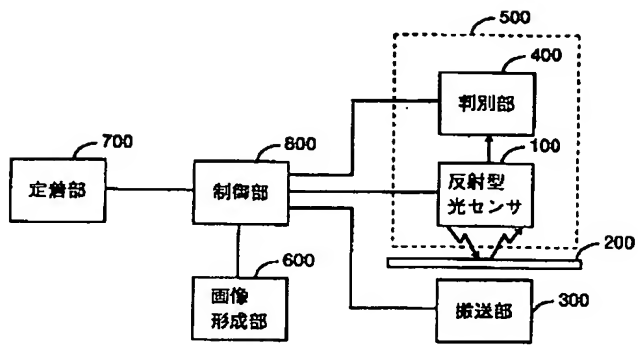 500
400
判別部
700
800
100
定着部
制御部
反射型
光センサ
200
600
画像
形成部
搬送部
300